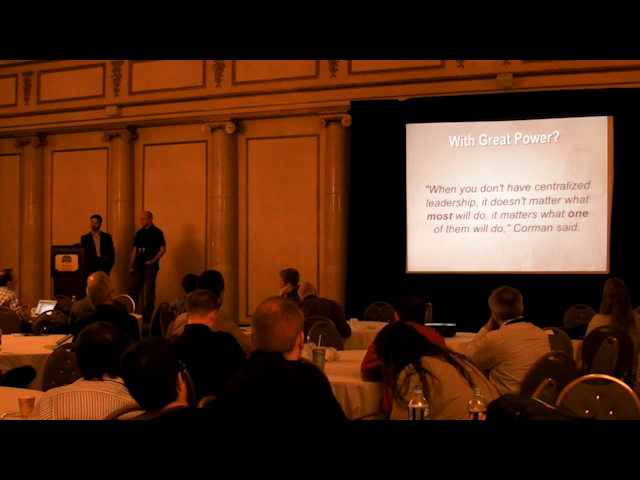 With Great Power?
"When you don't have centralized
leadership, it doesn't matter what
most will do. it matters what one
of them will do," Corman said.